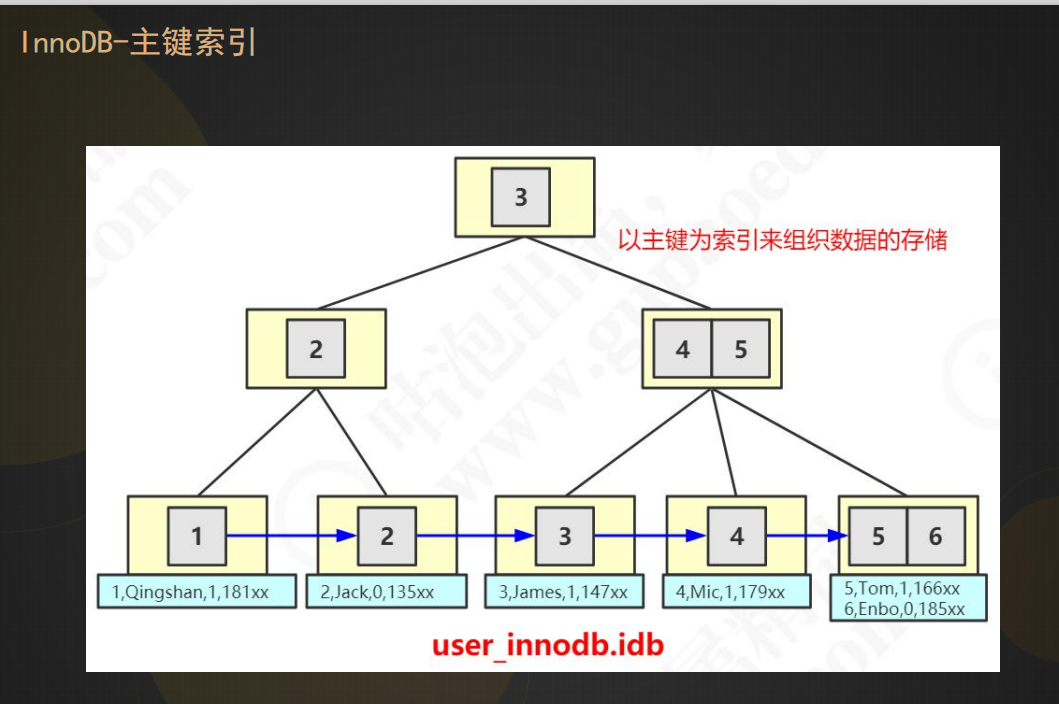 InnoDB-主键索引
3
以主键为索引来组织数据的存储
2
4 5
1 2 3 4 5 6
1,Qingshan,1,181xx
2,Jack,0,135xx
3,James,1,147xx
4,Mic,1,179xx
5,Tom,1,166xx
6,Enbo,0,185xx
user_innodb.idb